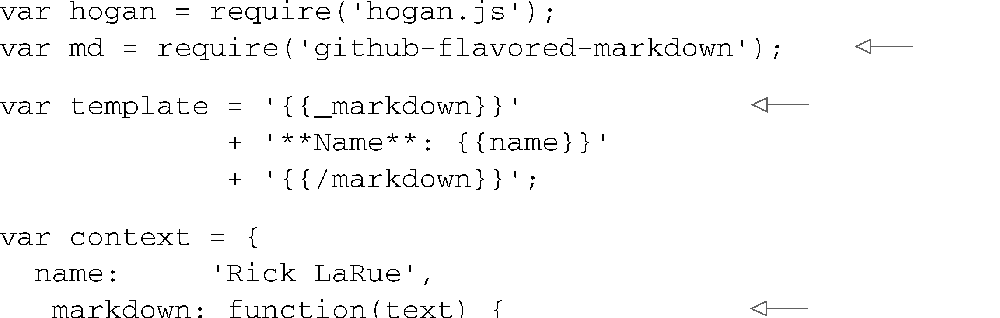 var hogan = require('hogan.js');
var md = require('github-flavored-markdown');
var template = '{{_markdown}}'
+ '**Name**: {{name}}'
+ '{{/markdown}}';
var context = {
name: 'Rick LaRue',
markdown: function(text) {